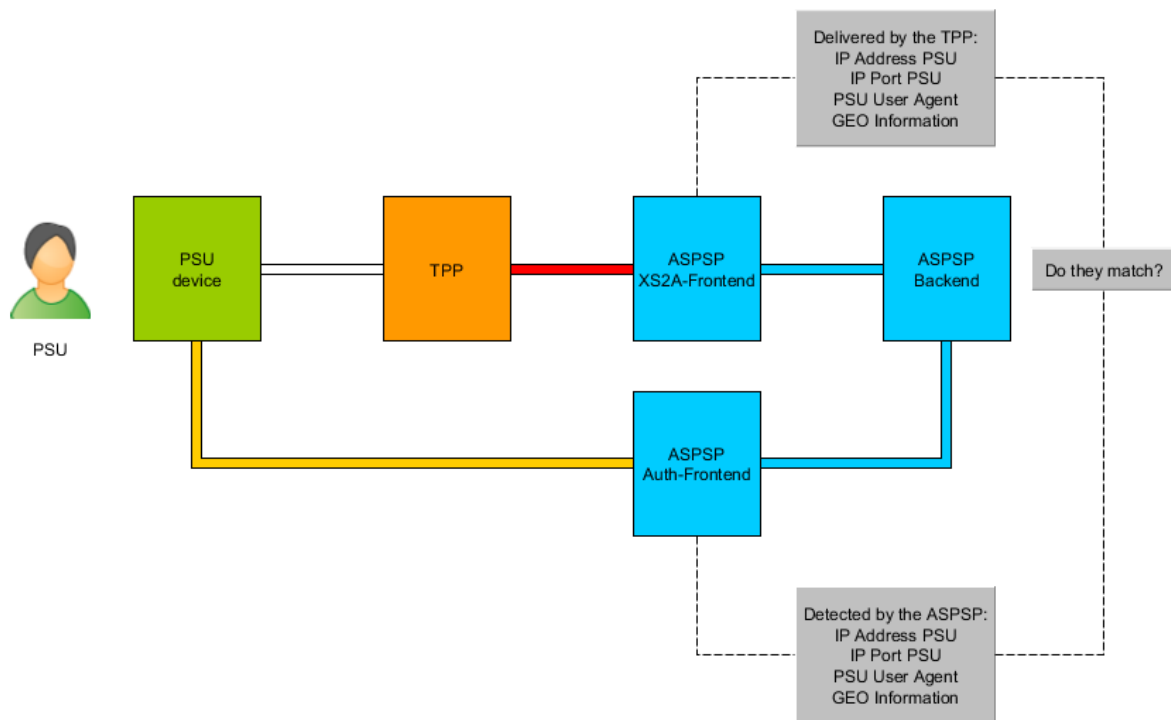 Delivered by the TPP:
IP Address PSU
IP Port PSU
PSU User Agent
GEO Information
PSU
device
TPP
ASPSP
XS2A-Frontend
ASPSP
Backend
Do they match?
PSU
ASPSP
Auth-Frontend
Detected by the ASPSP:
IP Address PSU
IP Port PSU
PSU User Agent
GEO Information